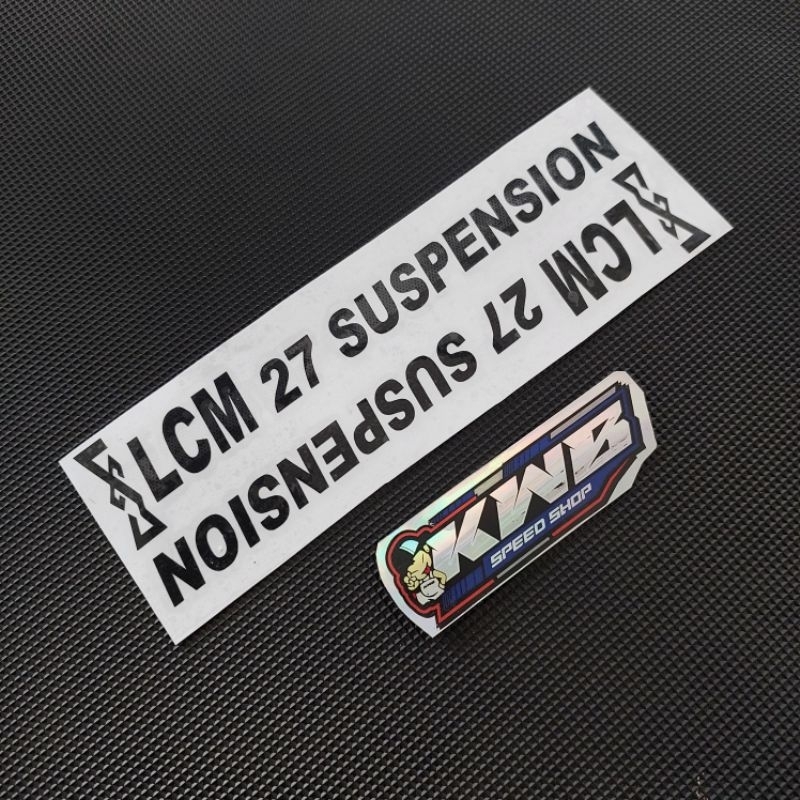 LCM 27 SUSPENSION
LCM 27 SUSPENSION
KWB
SPEED SHOP